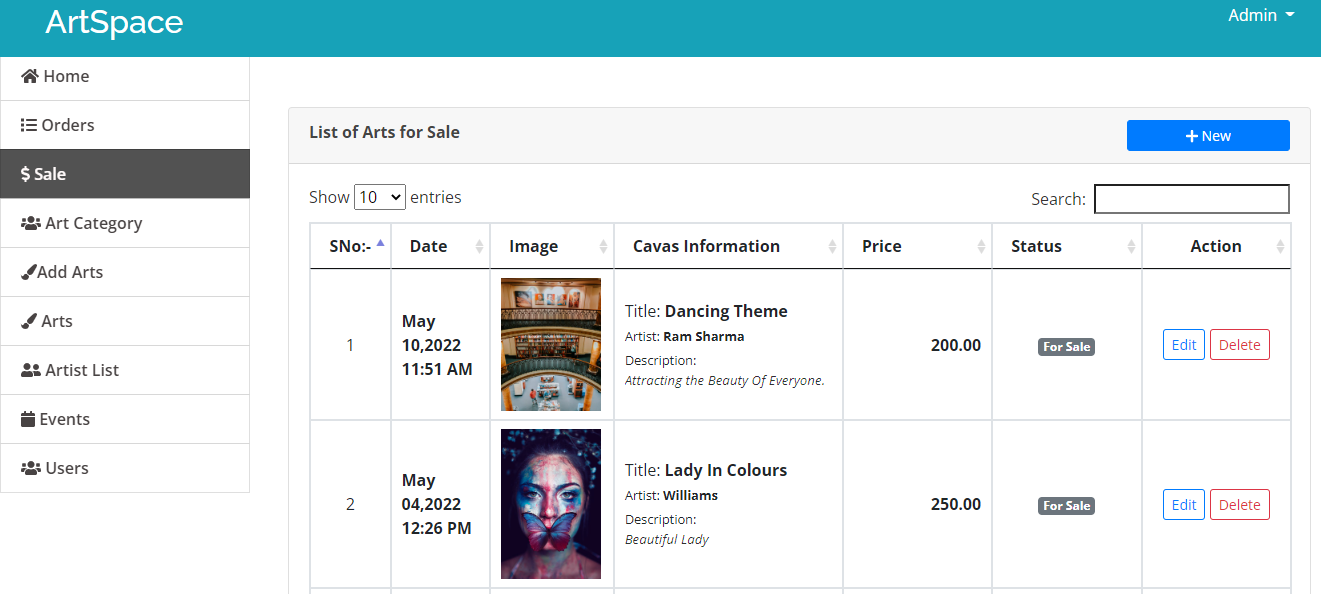 ArtSpace
Admin
Home
Orders
Sale
Art Category
Add Arts
Arts
Artist List
Events
Users
List of Arts for Sale
+ New
Show 10 entries
Search:
SNo:- Date Image Cavas Information Price Status Action
1
May
10,2022
11:51 AM
Title: Dancing Theme
Artist: Ram Sharma
Description:
Attracting the Beauty Of Everyone.
200.00
For Sale
Edit Delete
2
May
04,2022
12:26 PM
Title: Lady In Colours
Artist: Williams
Description:
Beautiful Lady
250.00
For Sale
Edit Delete